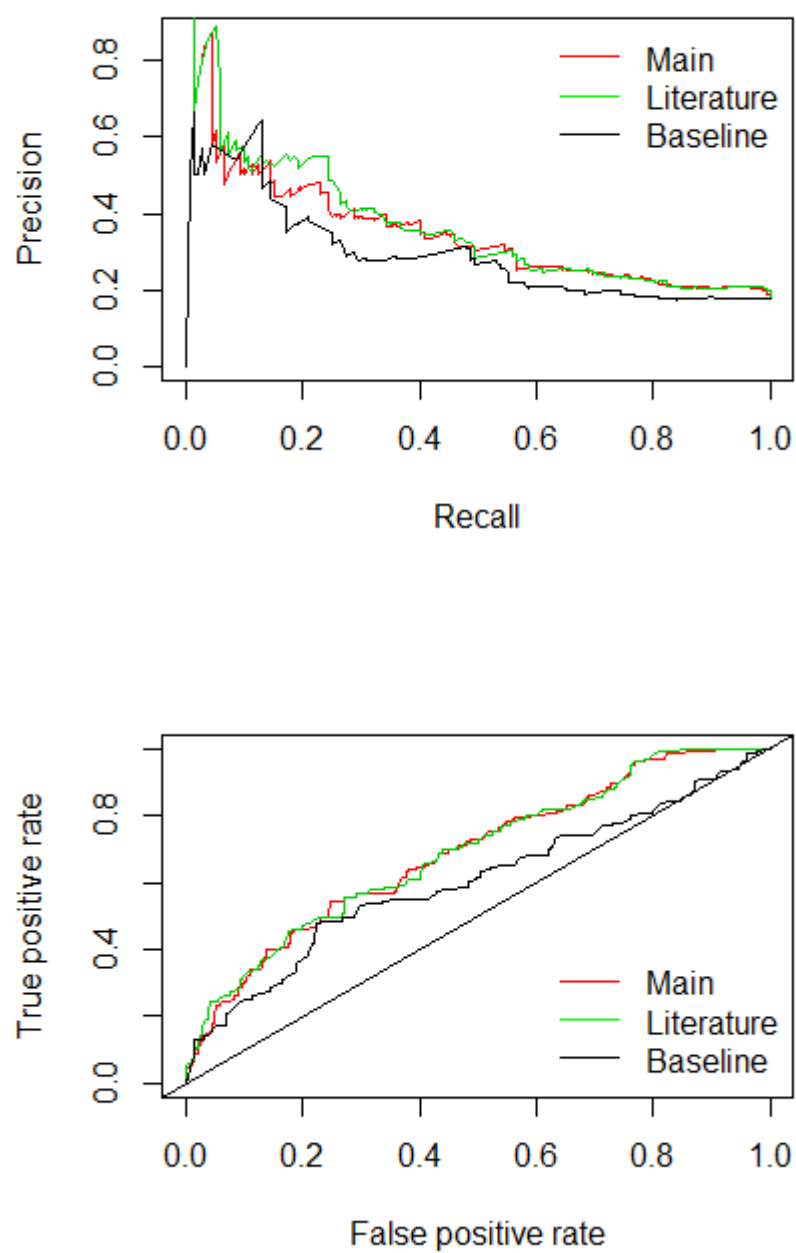 Precision
0.8
0.6
0.4
0.2
0.0
Main
Literature
Baseline
0.0 0.2 0.4 0.6 0.8 1.0
Recall
True positive rate
0.8
0.4
0.0
Main
Literature
Baseline
0.0 0.2 0.4 0.6 0.8 1.0
False positive rate